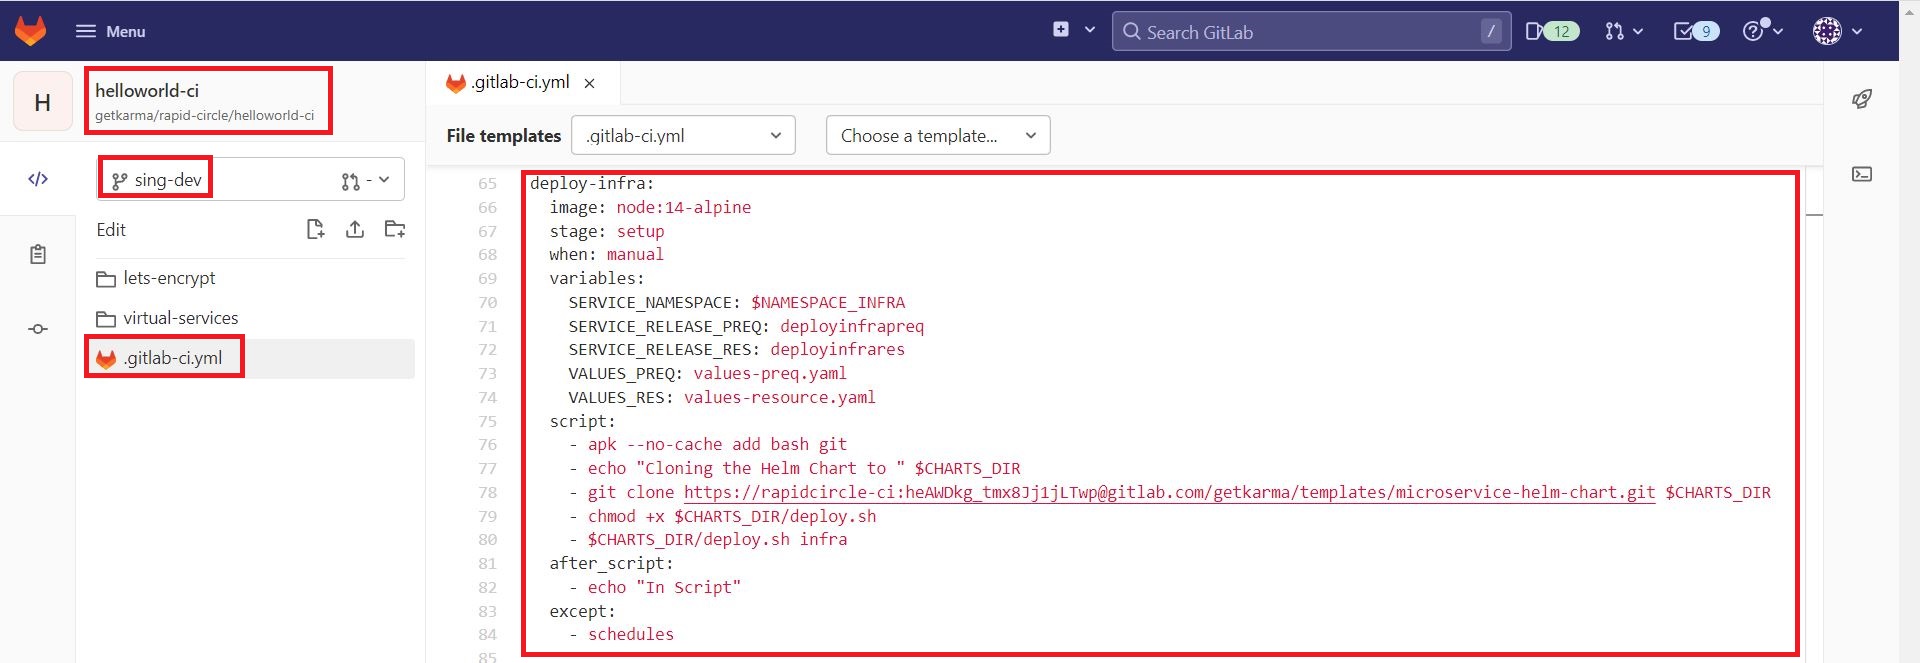 Menu
Search GitLab
/
12
9
H
helloworld-ci
getkarma/rapid-circle/helloworld-ci
sing-dev
-
Edit
lets-encrypt
virtual-services
.gitlab-ci.yml
.gitlab-ci.yml
File templates .gitlab-ci.yml Choose a template...
65 deploy-infra:
66 image: node:14-alpine
67 stage: setup
68 when: manual
69 variables:
70 SERVICE_NAMESPACE: $NAMESPACE_INFRA
71 SERVICE_RELEASE_PREQ: deployinfrapreq
72 SERVICE_RELEASE_RES: deployinfrares
73 VALUES_PREQ: values-preq.yaml
74 VALUES_RES: values-resource.yaml
75 script:
76 - apk --no-cache add bash git
77 - echo "Cloning the Helm Chart to " $CHARTS_DIR
78 - git clone https://rapidcircle-ci:heAWDkg_tmx8Jj1jLTwp@gitlab.com/getkarma/templates/microservice-helm-chart.git $CHARTS_DIR
79 - chmod +x $CHARTS_DIR/deploy.sh
80 - $CHARTS_DIR/deploy.sh infra
81 after_script:
82 - echo "In Script"
83 except:
84 - schedules
85